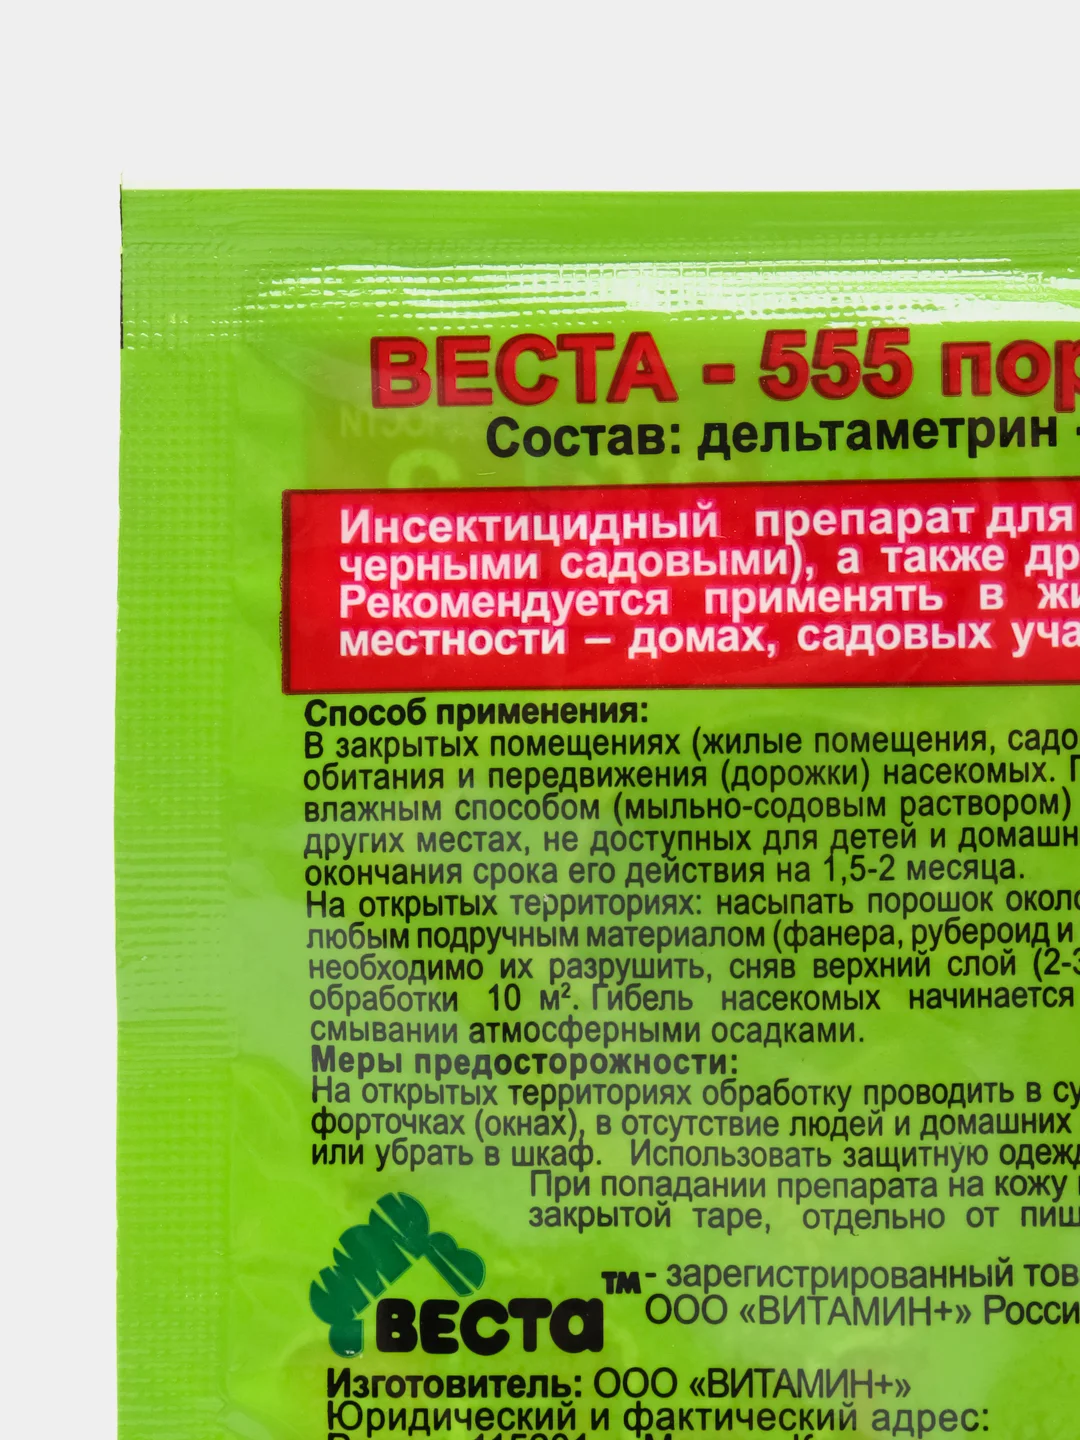 ВЕСТА - 555 пор
Состав: дельтаметрин -
Инсектицидный препарат для
черными садовыми), а также др
Рекомендуется применять в жи
местности – домах, садовых уча
Способ применения:
В закрытых помещениях (жилые помещения, садо
обитания и передвижения (дорожки) насекомых. П
влажным способом (мыльно-содовым раствором)
других местах, не доступных для детей и домашн
окончания срока его действия на 1,5-2 месяца.
На открытых территориях: насыпать порошок около
любым подручным материалом (фанера, рубероид и
необходимо их разрушить, сняв верхний слой (2-3
обработки 10 м². Гибель насекомых начинается
смывании атмосферными осадками.
Меры предосторожности:
На открытых территориях обработку проводить в су
форточках (окнах), в отсутствие людей и домашних
или убрать в шкаф. Использовать защитную одежд
При попадании препарата на кожу
закрытой таре, отдельно от пищ
ВЕСТА ТМ - зарегистрированный тов
ООО «ВИТАМИН+» Росси
Изготовитель: ООО «ВИТАМИН+»
Юридический и фактический адрес: